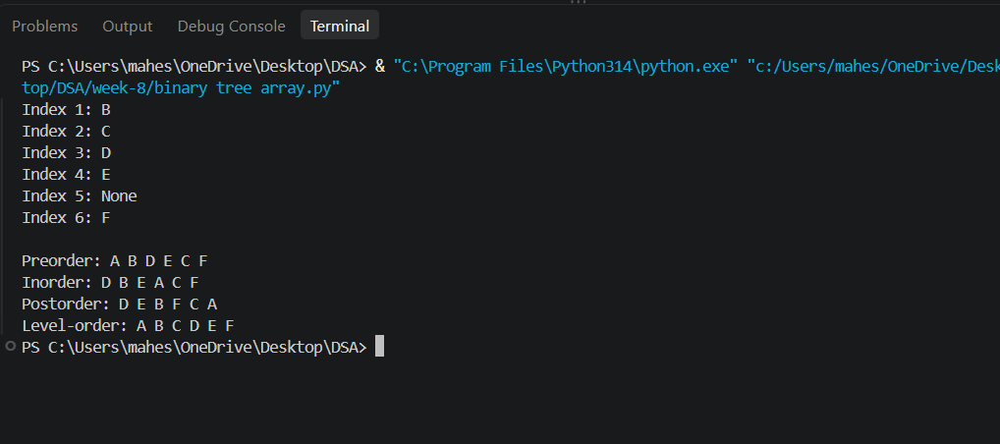 Problems Output Debug Console Terminal
PS C:\Users\mahes\OneDrive\Desktop\DSA> & "C:\Program Files\Python314\python.exe" "c:/Users/mahes/OneDrive/Desk
top/DSA/week-8/binary tree array.py"
Index 1: B
Index 2: C
Index 3: D
Index 4: E
Index 5: None
Index 6: F
Preorder: A B D E C F
Inorder: D B E A C F
Postorder: D E B F C A
Level-order: A B C D E F
PS C:\Users\mahes\OneDrive\Desktop\DSA>